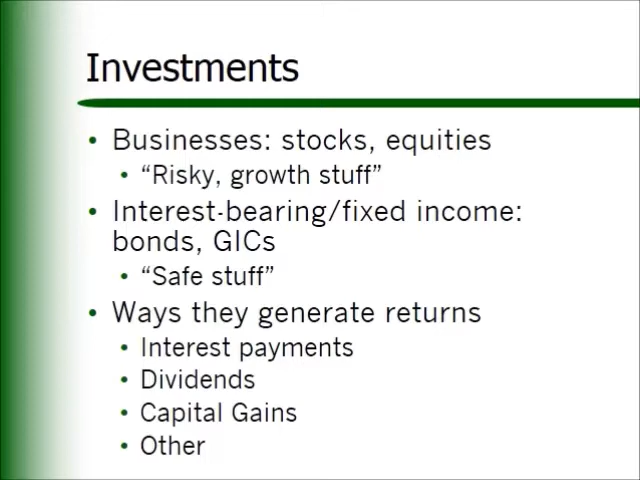 Investments
• Businesses: stocks, equities
• “Risky, growth stuff”
• Interest-bearing/fixed income:
bonds, GICs
• “Safe stuff”
• Ways they generate returns
• Interest payments
• Dividends
• Capital Gains
• Other